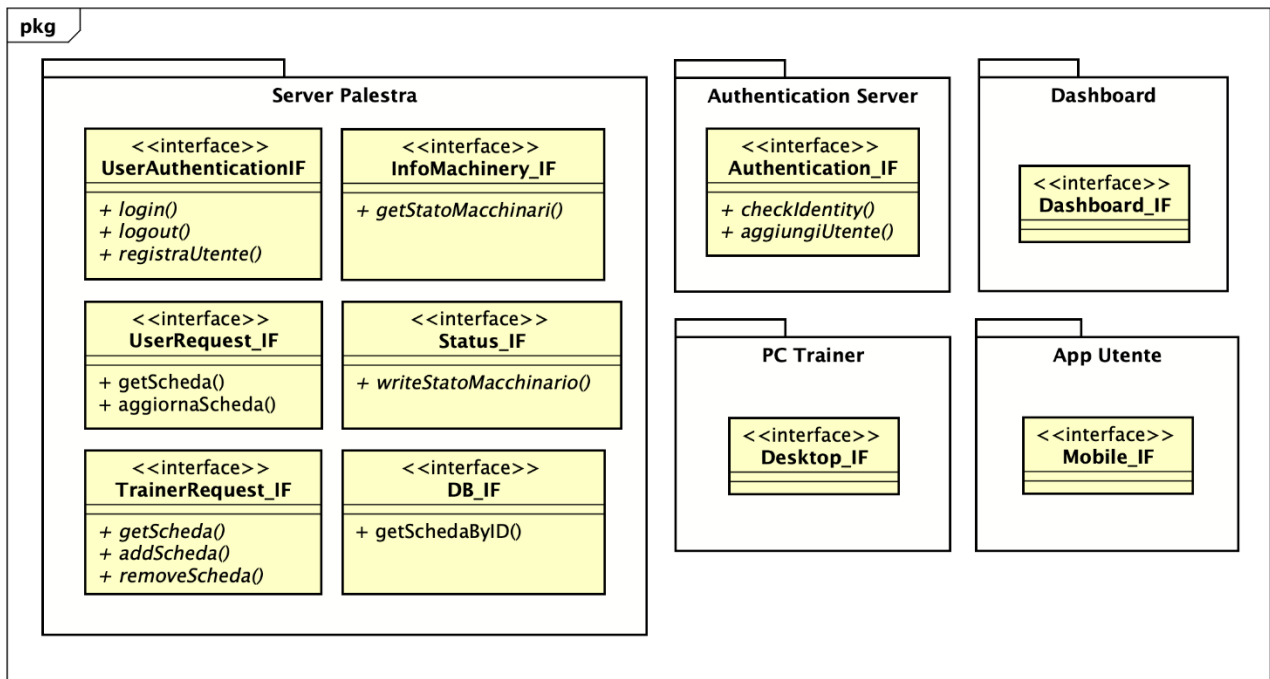 pkg
Server Palestra
<<interface>>
UserAuthenticationIF
+ login()
+ logout()
+ registraUtente()
<<interface>>
InfoMachinery_IF
+ getStatoMacchinari()
<<interface>>
UserRequest_IF
+ getScheda()
+ aggiornaScheda()
<<interface>>
Status_IF
+ writeStatoMacchinario()
<<interface>>
TrainerRequest_IF
+ getScheda()
+ addScheda()
+ removeScheda()
<<interface>>
DB_IF
+ getSchedaByID()
Authentication Server
<<interface>>
Authentication_IF
+ checkIdentity()
+ aggiungiUtente()
Dashboard
<<interface>>
Dashboard_IF
PC Trainer
<<interface>>
Desktop_IF
App Utente
<<interface>>
Mobile_IF